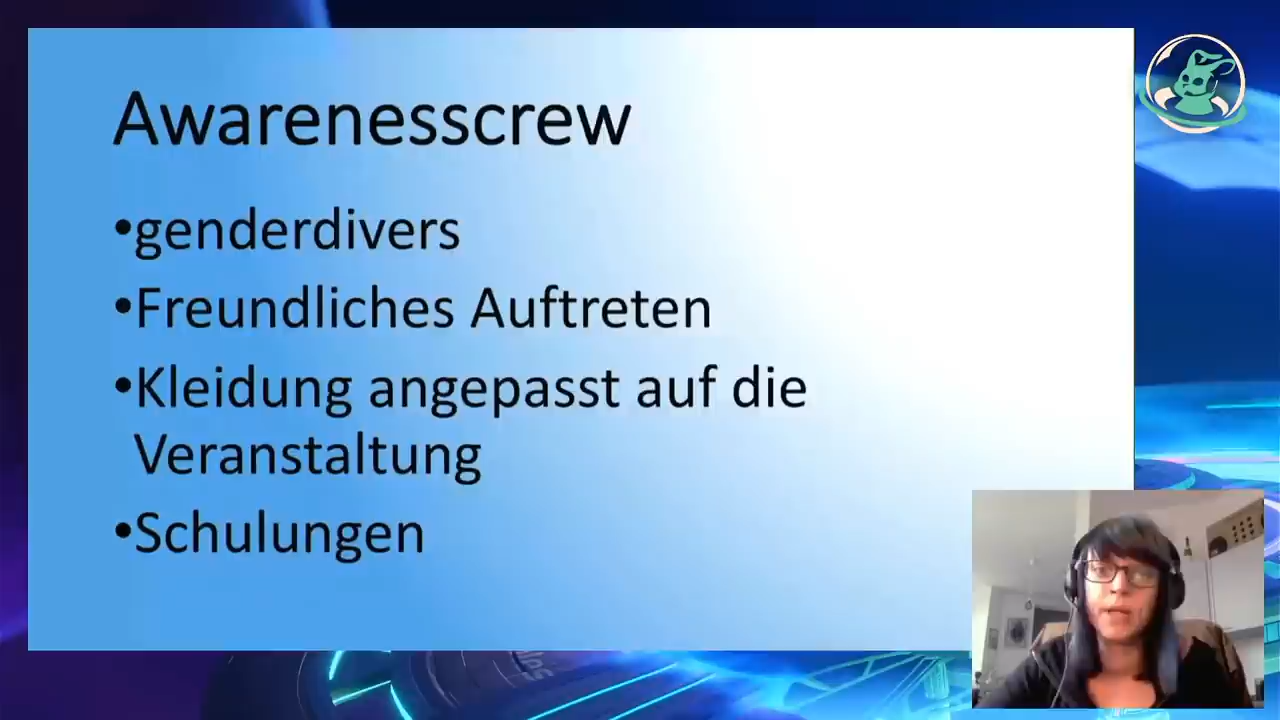 Awarenesscrew
•genderdivers
•Freundliches Auftreten
•Kleidung angepasst auf die
Veranstaltung
•Schulungen